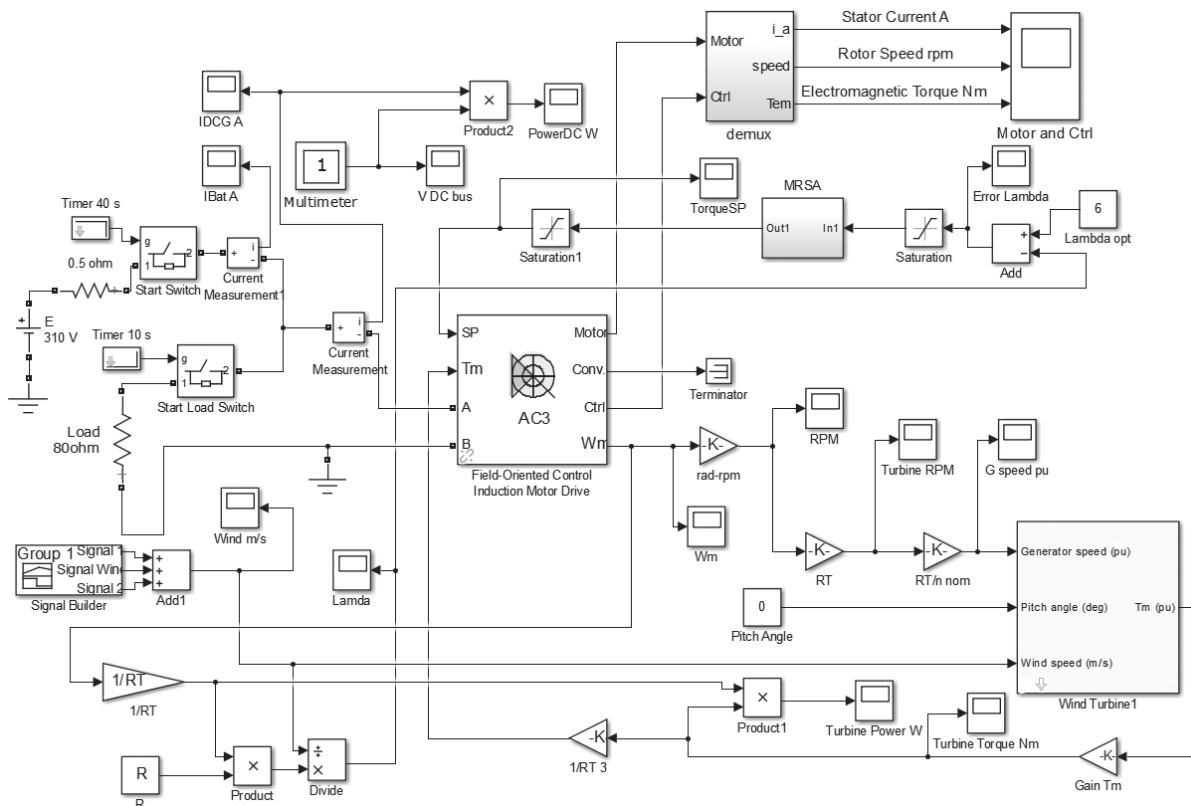 Stator Current A
i_a
Motor
Rotor Speed rpm
speed
Ctrl
Electromagnetic Torque Nm
Tem
demux
Motor and Ctrl
IDCG A
×
Product2
PowerDC W
IBat A
1
Multimeter
V DC bus
TorqueSP
MRSA
Error Lambda
6
Lambda opt
Out1
In1
+
−
Saturation1
Saturation
Add
Timer 40 s
g
1
2
+
i
-
0.5 ohm
Start Switch
Current
Measurement1
+
E
310 V
Timer 10 s
g
1
2
Start Load Switch
+
i
-
Current
Measurement
Load
80ohm
SP
Motor
Tm
Conv.
A
Ctrl
B
Wm
AC3
Field-Oriented Control
Induction Motor Drive
Terminator
-K-
rad-rpm
RPM
Turbine RPM
G speed pu
Wm
-K-
RT
-K-
RT/n nom
Wind m/s
Group 1
Signal 1
Signal Wind
Signal 2
Signal Builder
+
+
+
Add1
Lamda
0
Pitch Angle
Generator speed (pu)
Pitch angle (deg)
Tm (pu)
Wind speed (m/s)
Wind Turbine1
1/RT
1/RT
×
Product1
Turbine Power W
Turbine Torque Nm
-K
1/RT 3
-K-
Gain Tm
R
R
×
Product
÷
×
Divide